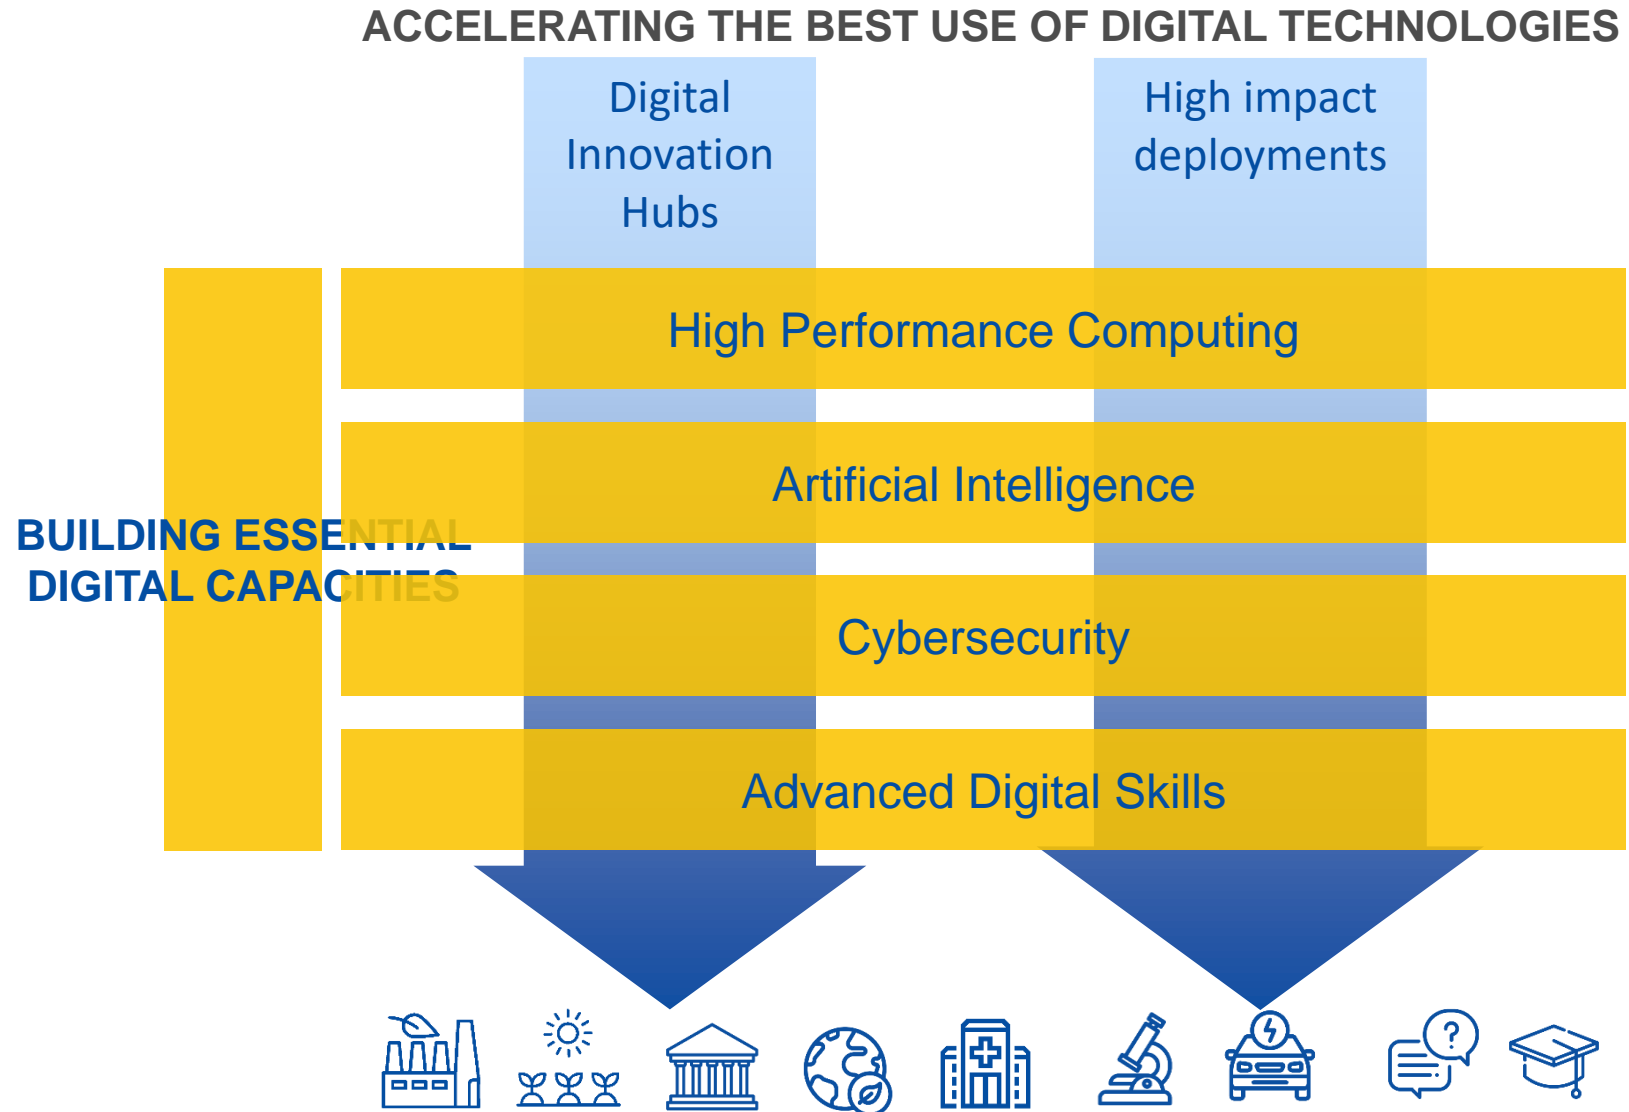 ACCELERATING THE BEST USE OF DIGITAL TECHNOLOGIES
Digital
Innovation
Hubs
High impact
deployments
High Performance Computing
Artificial Intelligence
BUILDING ESSENTIAL
DIGITAL CAPACITIES
Cybersecurity
Advanced Digital Skills
?